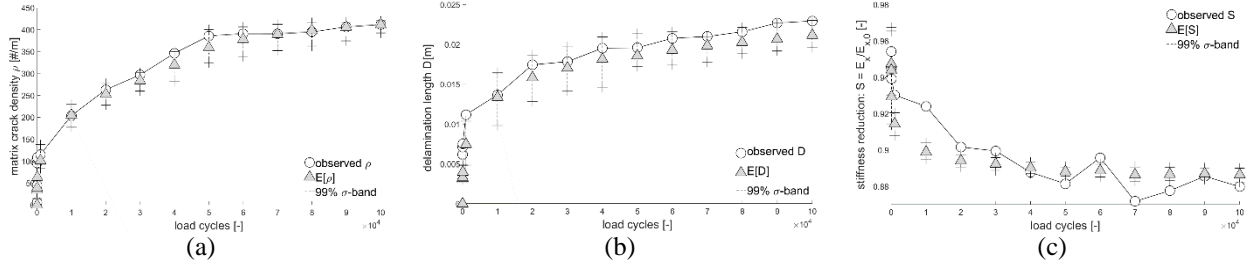 matrix crack density ρ [#/m]
450
400
350
300
250
200
150
100
50
0
observed ρ
E[ρ]
99% σ-band
0 1 2 3 4 5 6 7 8 9 10
load cycles [-]
×10⁴
(a)
delamination length D [m]
0.025
0.02
0.015
0.01
0.005
0
observed D
E[D]
99% σ-band
0 1 2 3 4 5 6 7 8 9 10
load cycles [-]
×10⁴
(b)
stiffness reduction: S = Eₓ/Eₓ,₀
0.98
0.96
0.94
0.92
0.9
0.88
observed S
E[S]
99% σ-band
0 1 2 3 4 5 6 7 8 9 10
load cycles [-]
×10⁴
(c)